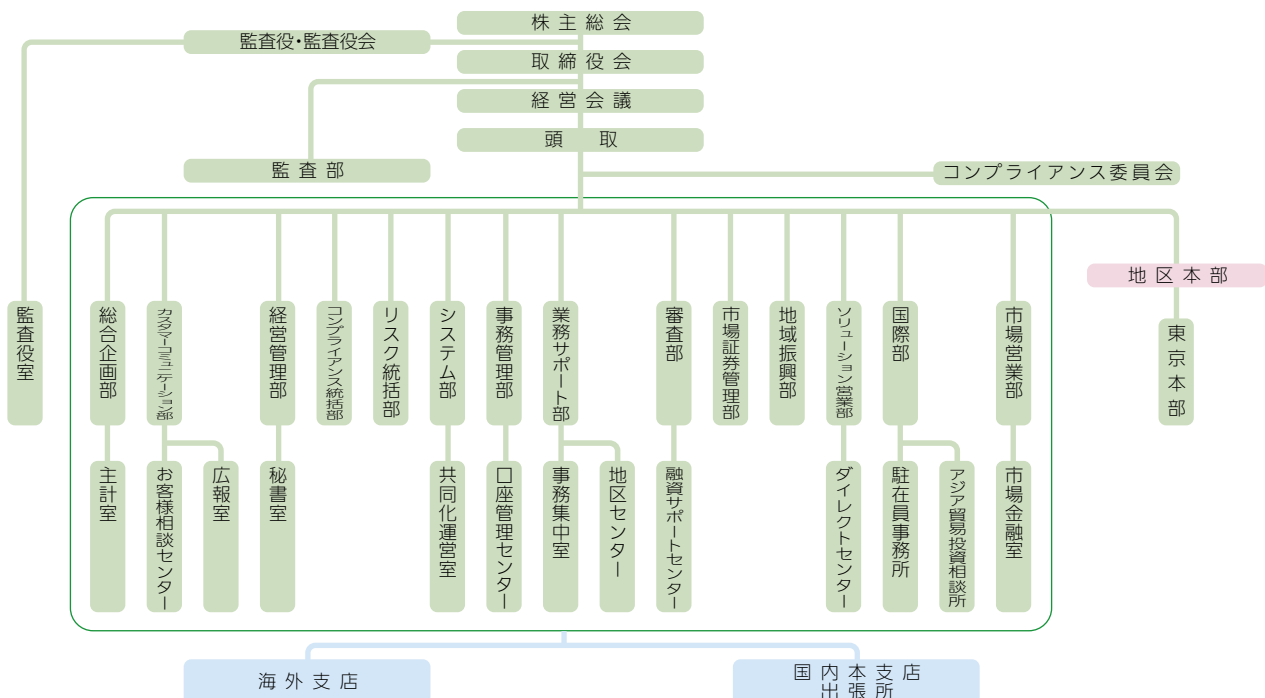 株主総会
監査役・監査役会
取締役会
経営会議
頭取
監査部
コンプライアンス委員会
地区本部
監査役室
総合企画部
カスタマーコミュニケーション部
経営管理部
コンプライアンス統括部
リスク統括部
システム部
事務管理部
業務サポート部
審査部
市場証券管理部
地域振興部
ソリューション営業部
国際部
市場営業部
東京本部
主計室
お客様相談センター
広報室
秘書室
共同化運営室
口座管理センター
事務集中室
地区センター
融資サポートセンター
ダイレクトセンター
駐在員事務所
アジア貿易投資相談所
市場金融室
海外支店
国内本支店
出張所